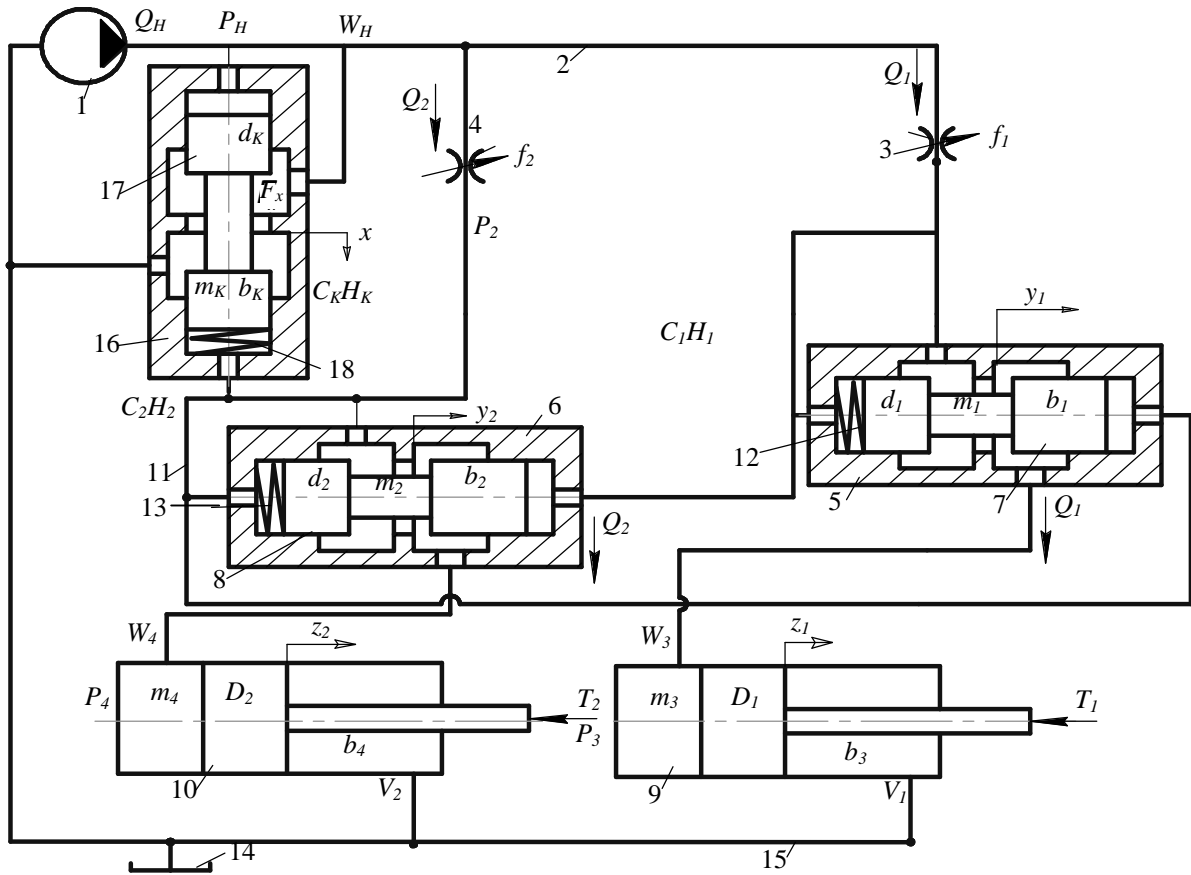 Q_H P_H W_H
1
2
Q_1
Q_2
4
3
f_1
f_2
d_K
17
F_x
x
P_2
m_K b_K
C_K H_K
16
18
C_1 H_1
y_1
d_1 m_1 b_1
12
5
7
Q_1
C_2 H_2
y_2
6
11
d_2 m_2 b_2
13
8
Q_2
W_4
z_2
W_3
z_1
P_4
m_4 D_2
T_2
P_3
b_4
10
V_2
m_3 D_1
T_1
b_3
9
V_1
14
15